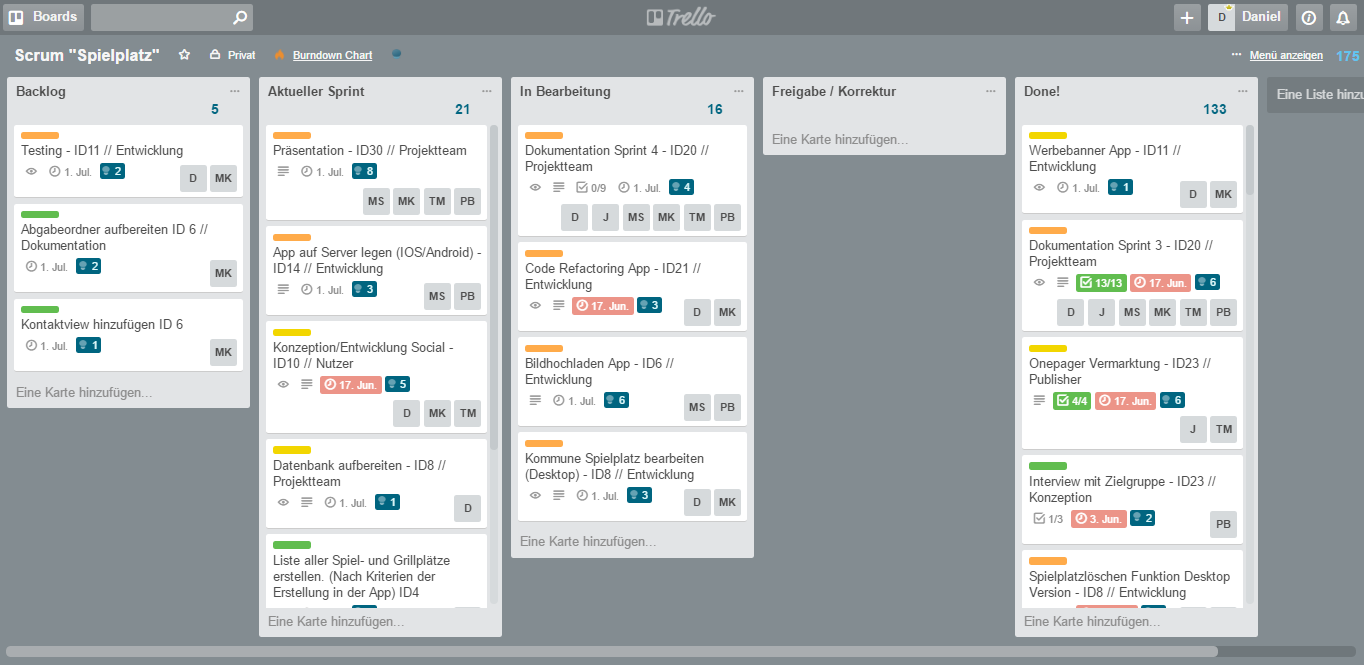 Boards
Trello
D Daniel
Scrum "Spielplatz"
Privat
Burndown Chart
··· Menü anzeigen
175
Backlog ···
5
Testing - ID11 // Entwicklung
1. Jul. 2
D MK
Abgabeordner aufbereiten ID 6 //
Dokumentation
1. Jul. 2
MK
Kontaktview hinzufügen ID 6
1. Jul. 1
MK
Eine Karte hinzufügen...
Aktueller Sprint ···
21
Präsentation - ID30 // Projektteam
1. Jul. 8
MS MK TM PB
App auf Server legen (IOS/Android) -
ID14 // Entwicklung
1. Jul. 3
MS PB
Konzeption/Entwicklung Social -
ID10 // Nutzer
17. Jun. 5
D MK TM
Datenbank aufbereiten - ID8 //
Projektteam
1. Jul. 1
D
Liste aller Spiel- und Grillplätze
erstellen. (Nach Kriterien der
Erstellung in der App) ID4
Eine Karte hinzufügen...
In Bearbeitung ···
16
Dokumentation Sprint 4 - ID20 //
Projektteam
0/9 1. Jul. 4
D J MS MK TM PB
Code Refactoring App - ID21 //
Entwicklung
17. Jun. 3
D MK
Bildhochladen App - ID6 //
Entwicklung
1. Jul. 6
MS PB
Kommune Spielplatz bearbeiten
(Desktop) - ID8 // Entwicklung
1. Jul. 3
D MK
Eine Karte hinzufügen...
Freigabe / Korrektur ···
Eine Karte hinzufügen...
Done! ···
133
Werbebanner App - ID11 //
Entwicklung
1. Jul. 1
D MK
Dokumentation Sprint 3 - ID20 //
Projektteam
13/13 17. Jun. 6
D J MS MK TM PB
Onepager Vermarktung - ID23 //
Publisher
4/4 17. Jun. 6
J TM
Interview mit Zielgruppe - ID23 //
Konzeption
1/3 3. Jun. 2
PB
Spielplatzlöschen Funktion Desktop
Version - ID8 // Entwicklung
Eine Karte hinzufügen...
Eine Liste hinzu